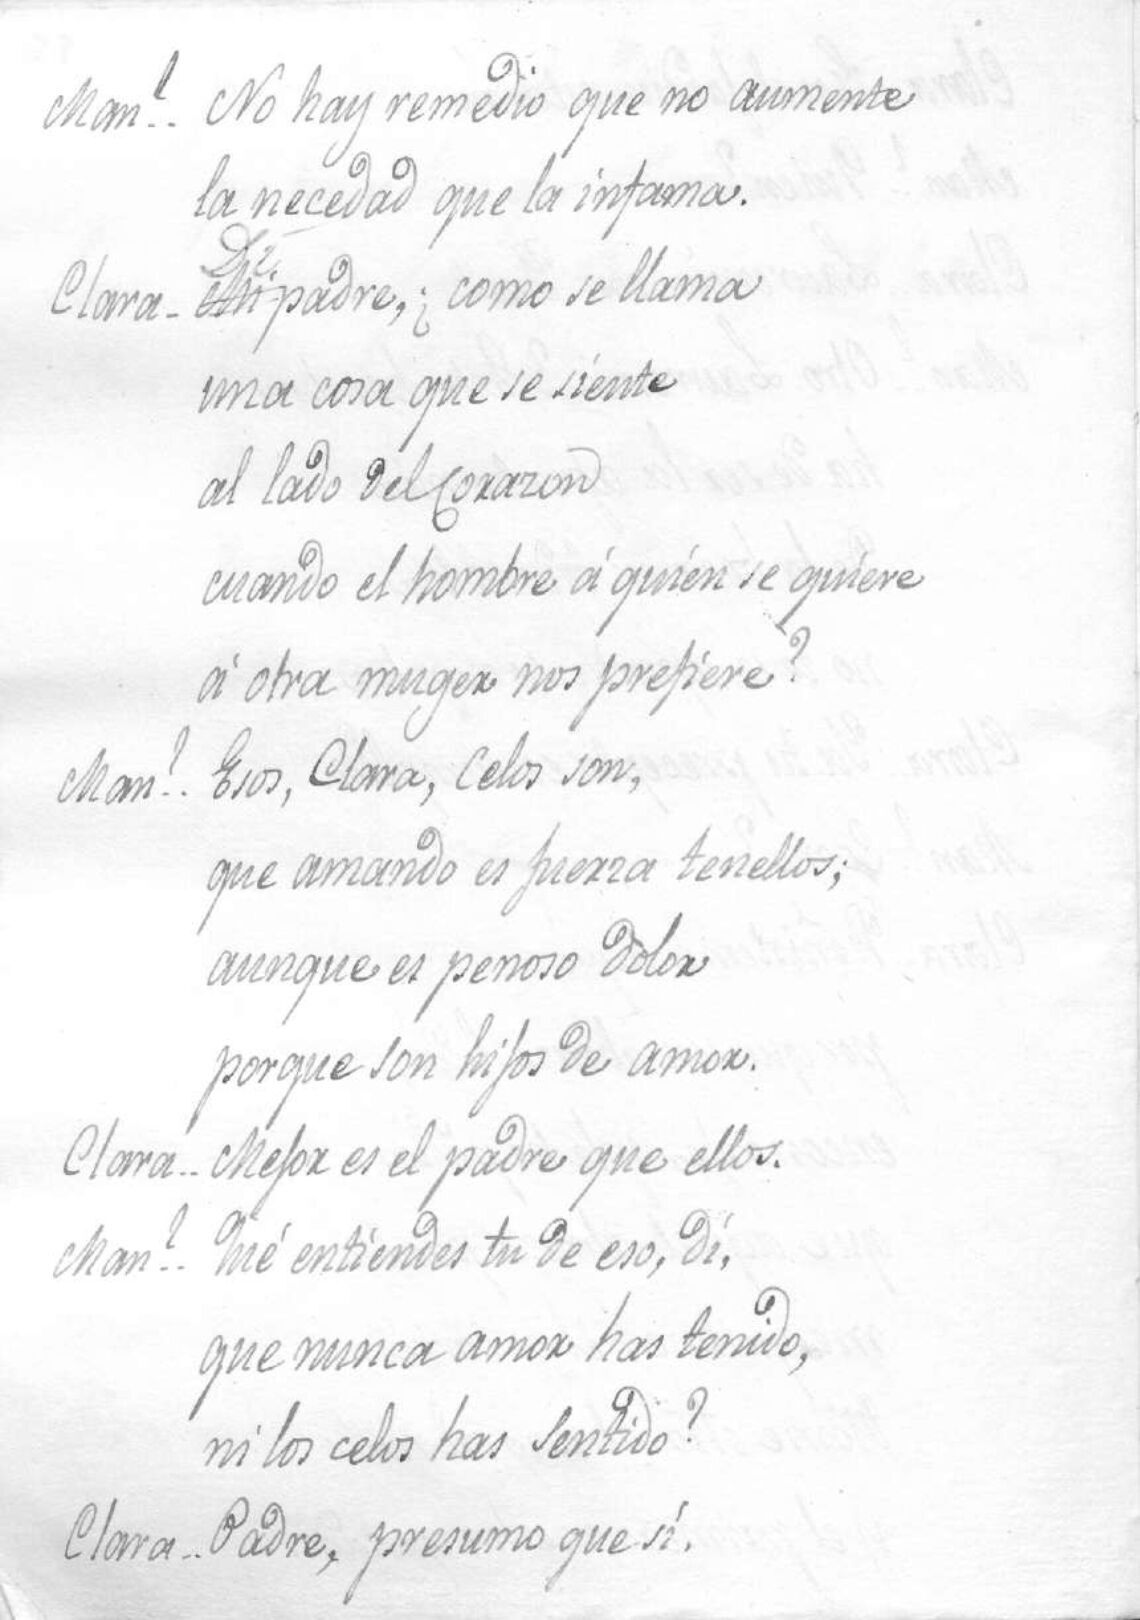 Man.l.. No hay remedio que no aumente
la necedad que la infama.
Di
Clara- Mi padre, ¿ como se llama
una cosa que se siente
al lado del Corazon
cuando el hombre á quién se quiere
á otra muger nos prefiere?
Man.l.. Esos, Clara, Celos son,
que amando es fuerza tenellos;
aunque es penoso dolor
porque son hijos de amor.
Clara.. Mejor es el padre que ellos.
Man.l.. Qué entiendes tu de eso, dí,
que nunca amor has tenido,
ni los celos has sentido?
Clara.. Padre, presumo que sí.